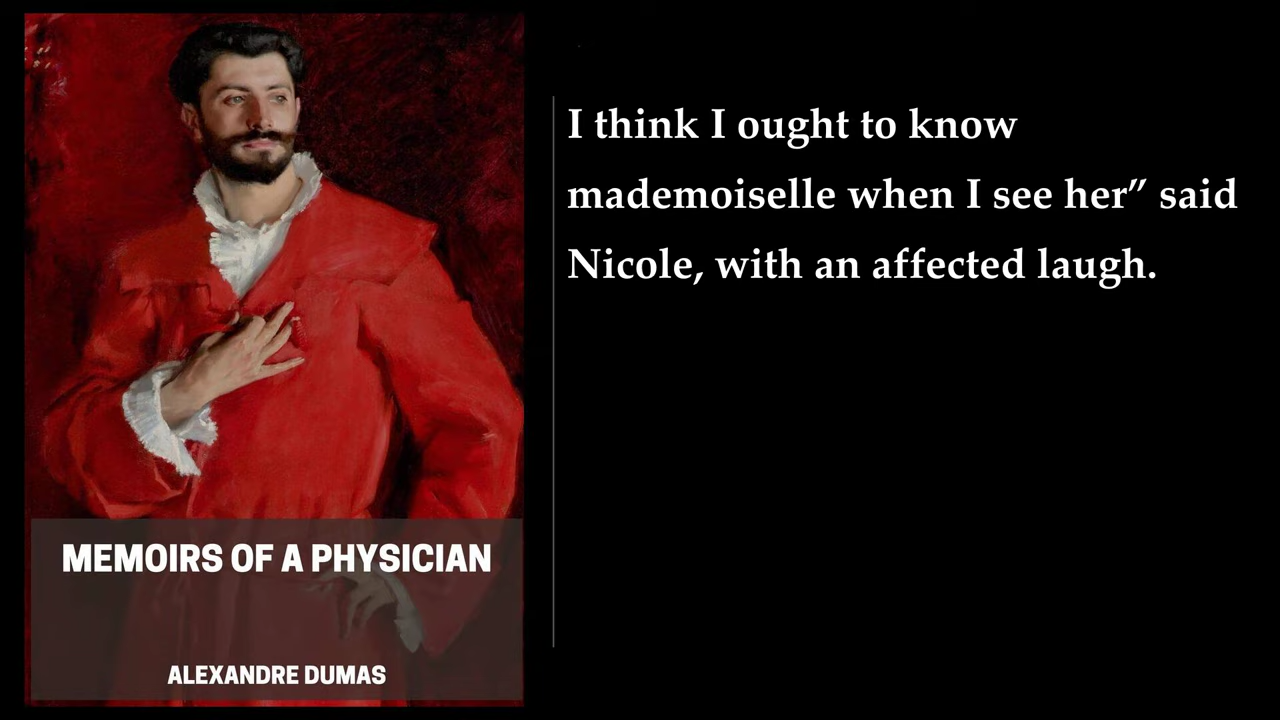 I think I ought to know
mademoiselle when I see her” said
Nicole, with an affected laugh.
MEMOIRS OF A PHYSICIAN
ALEXANDRE DUMAS